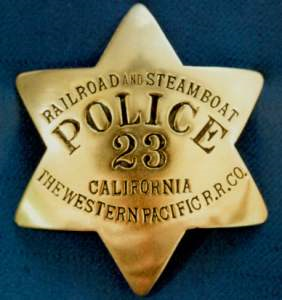 RAILROAD AND STEAMBOAT
POLICE
23
CALIFORNIA
THE WESTERN PACIFIC R.R.CO.